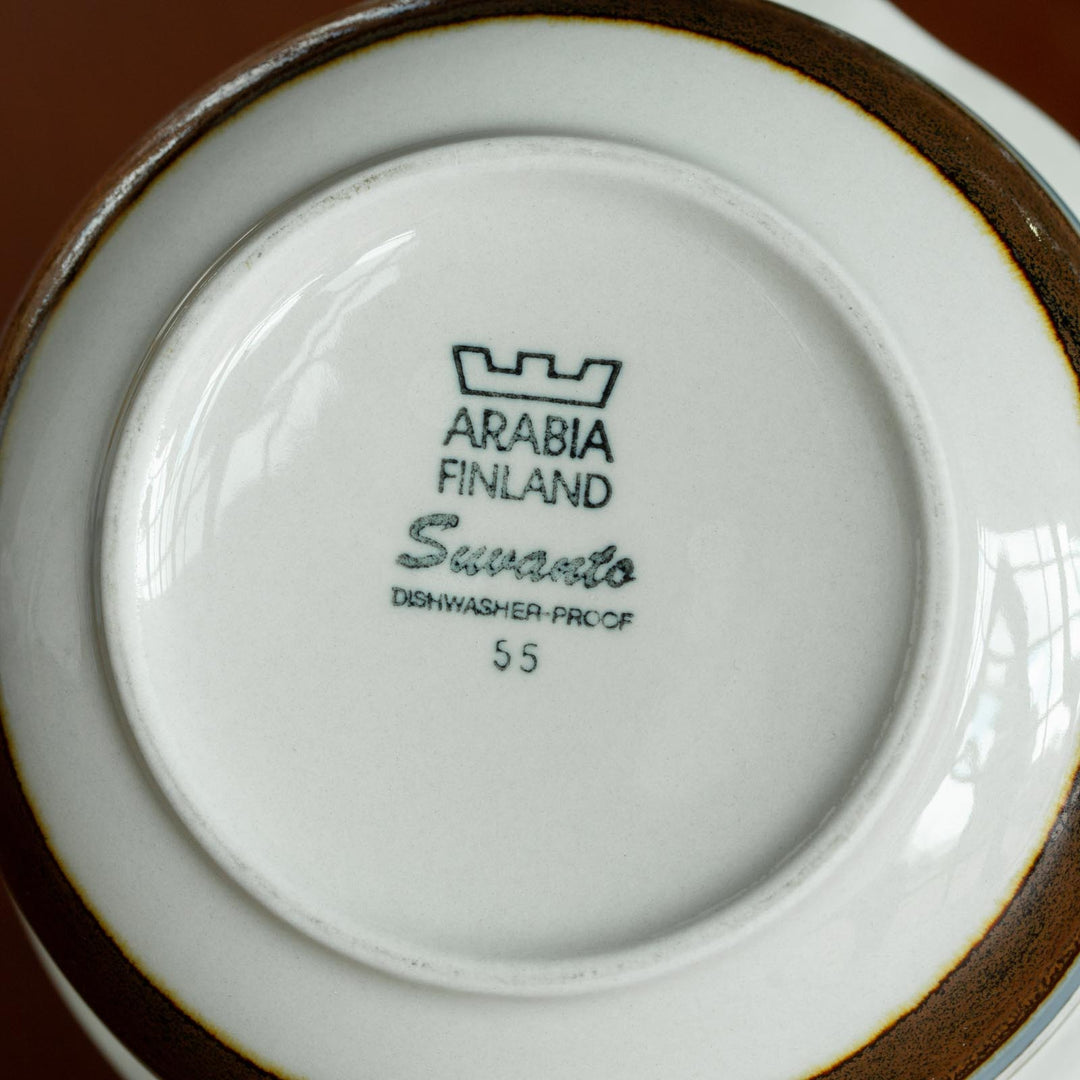 ARABIA
FINLAND
Suvanto
DISHWASHER-PROOF
55